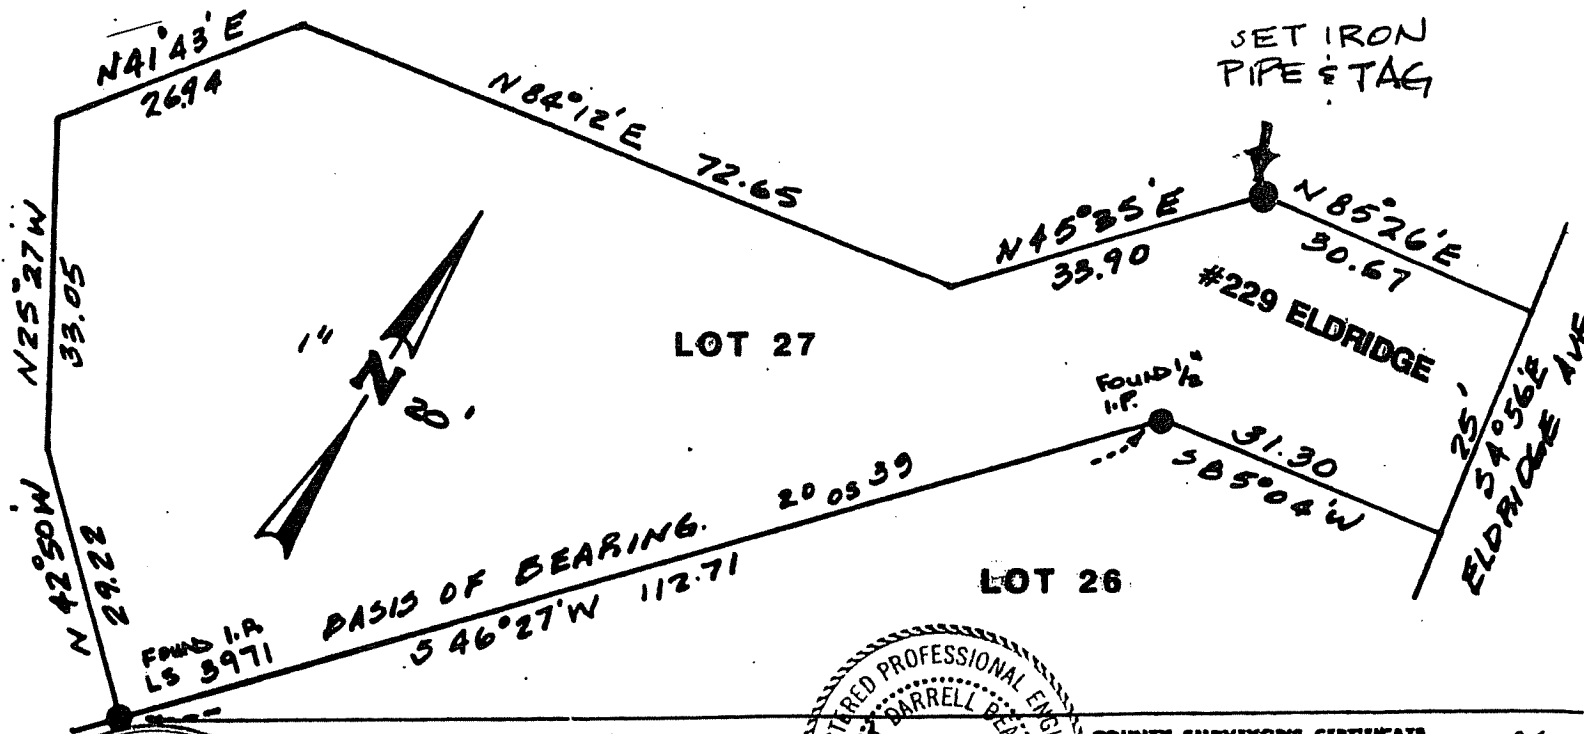 N41°43'E
26.94
N84°12'E 72.65
SET IRON
PIPE & TAG
N45°35'E
33.90
N85°26'E
30.67
#229 ELDRIDGE
N25°27'W
33.05
1"
N
20'
LOT 27
FOUND 1/2"
I.P.
31.30
S85°04'W
25'
S4°56'E
ELDRIDGE AVE
N42°50'W
29.22
FOUND I.P.
LS 3971
BASIS OF BEARING. 20 OS 39
S46°27'W 112.71
LOT 26
PROFESSIONAL
DARRELL